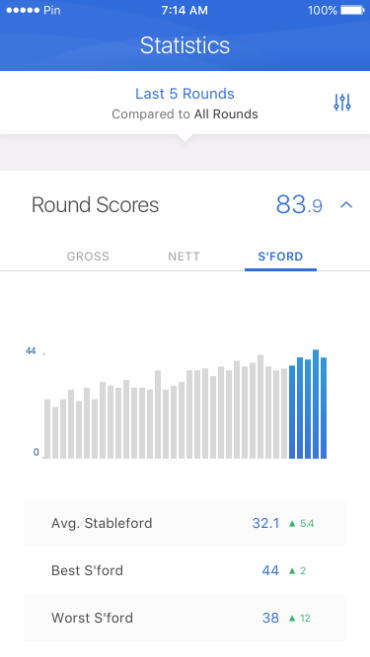 Pin 7:14 AM 100%
Statistics
Last 5 Rounds
Compared to All Rounds
Round Scores 83.9
GROSS NETT S'FORD
44
0
Avg. Stableford 32.1 ▲ 5.4
Best S'ford 44 ▲ 2
Worst S'ford 38 ▲ 12